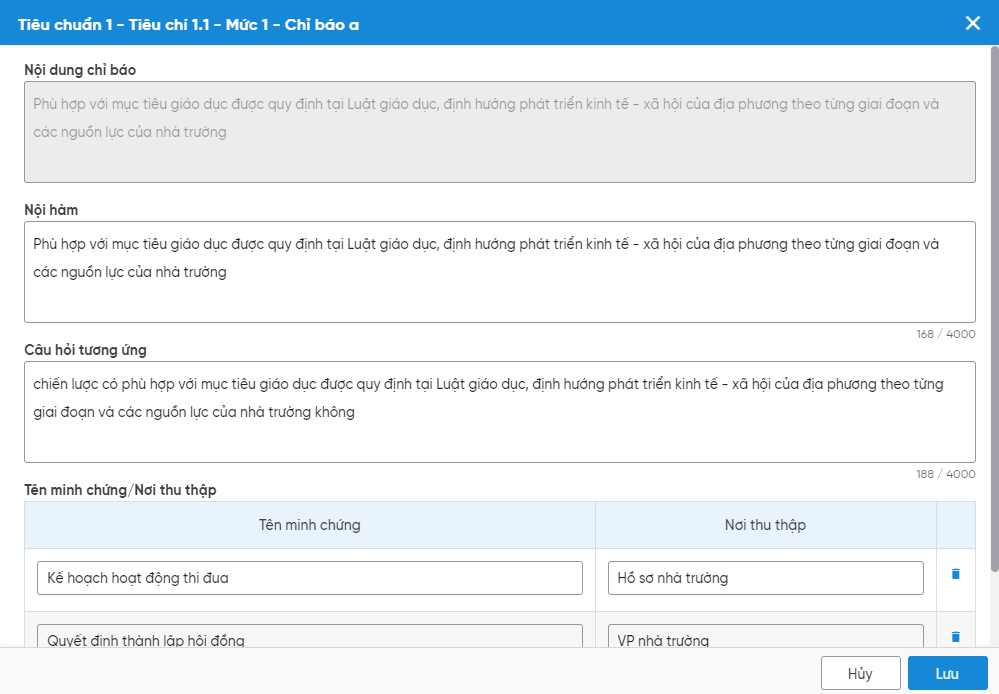 Tiêu chuẩn 1 - Tiêu chí 1.1 - Mức 1 - Chỉ báo a
Nội dung chỉ báo
Phù hợp với mục tiêu giáo dục được quy định tại Luật giáo dục, định hướng phát triển kinh tế - xã hội của địa phương theo từng giai đoạn và
các nguồn lực của nhà trường
Nội hàm
Phù hợp với mục tiêu giáo dục được quy định tại Luật giáo dục, định hướng phát triển kinh tế - xã hội của địa phương theo từng giai đoạn và
các nguồn lực của nhà trường
168 / 4000
Câu hỏi tương ứng
chiến lược có phù hợp với mục tiêu giáo dục được quy định tại Luật giáo dục, định hướng phát triển kinh tế - xã hội của địa phương theo từng
giai đoạn và các nguồn lực của nhà trường không
188 / 4000
Tên minh chứng/Nơi thu thập
Tên minh chứng Nơi thu thập
Kế hoạch hoạt động thi đua Hồ sơ nhà trường
Quyết định thành lập hội đồng VP nhà trường
Hủy Lưu